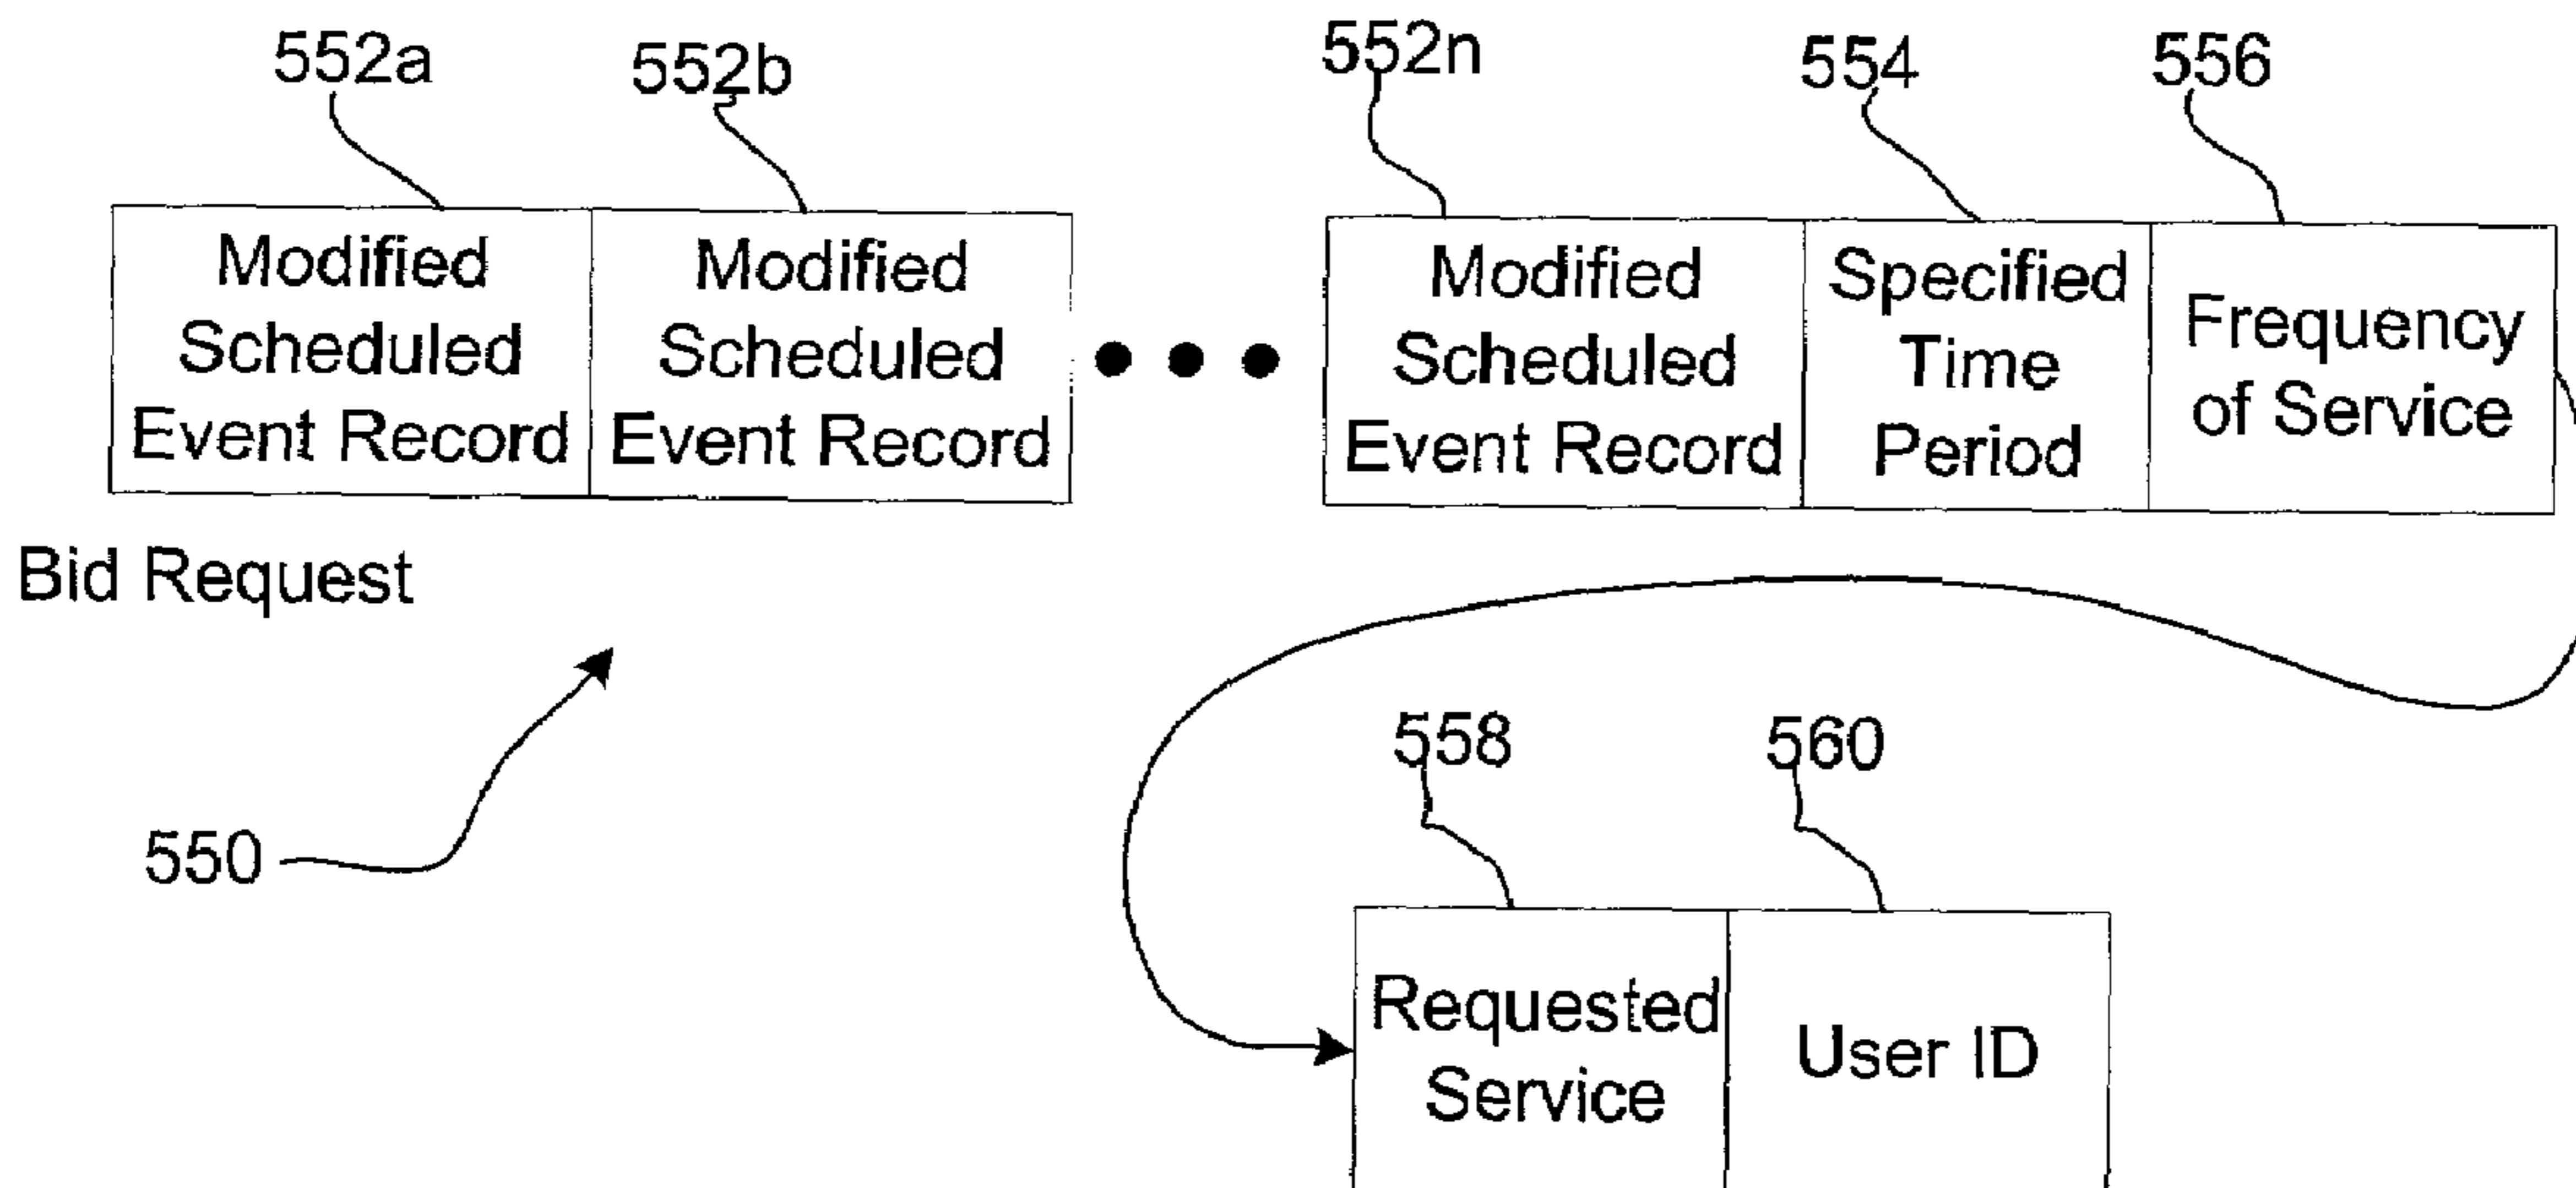 552a
552b
552n
554
556
Modified
Scheduled
Event Record
Modified
Scheduled
Event Record
Modified
Scheduled
Event Record
Specified
Time
Period
Frequency
of Service
Bid Request
550
558
560
Requested
Service
User ID